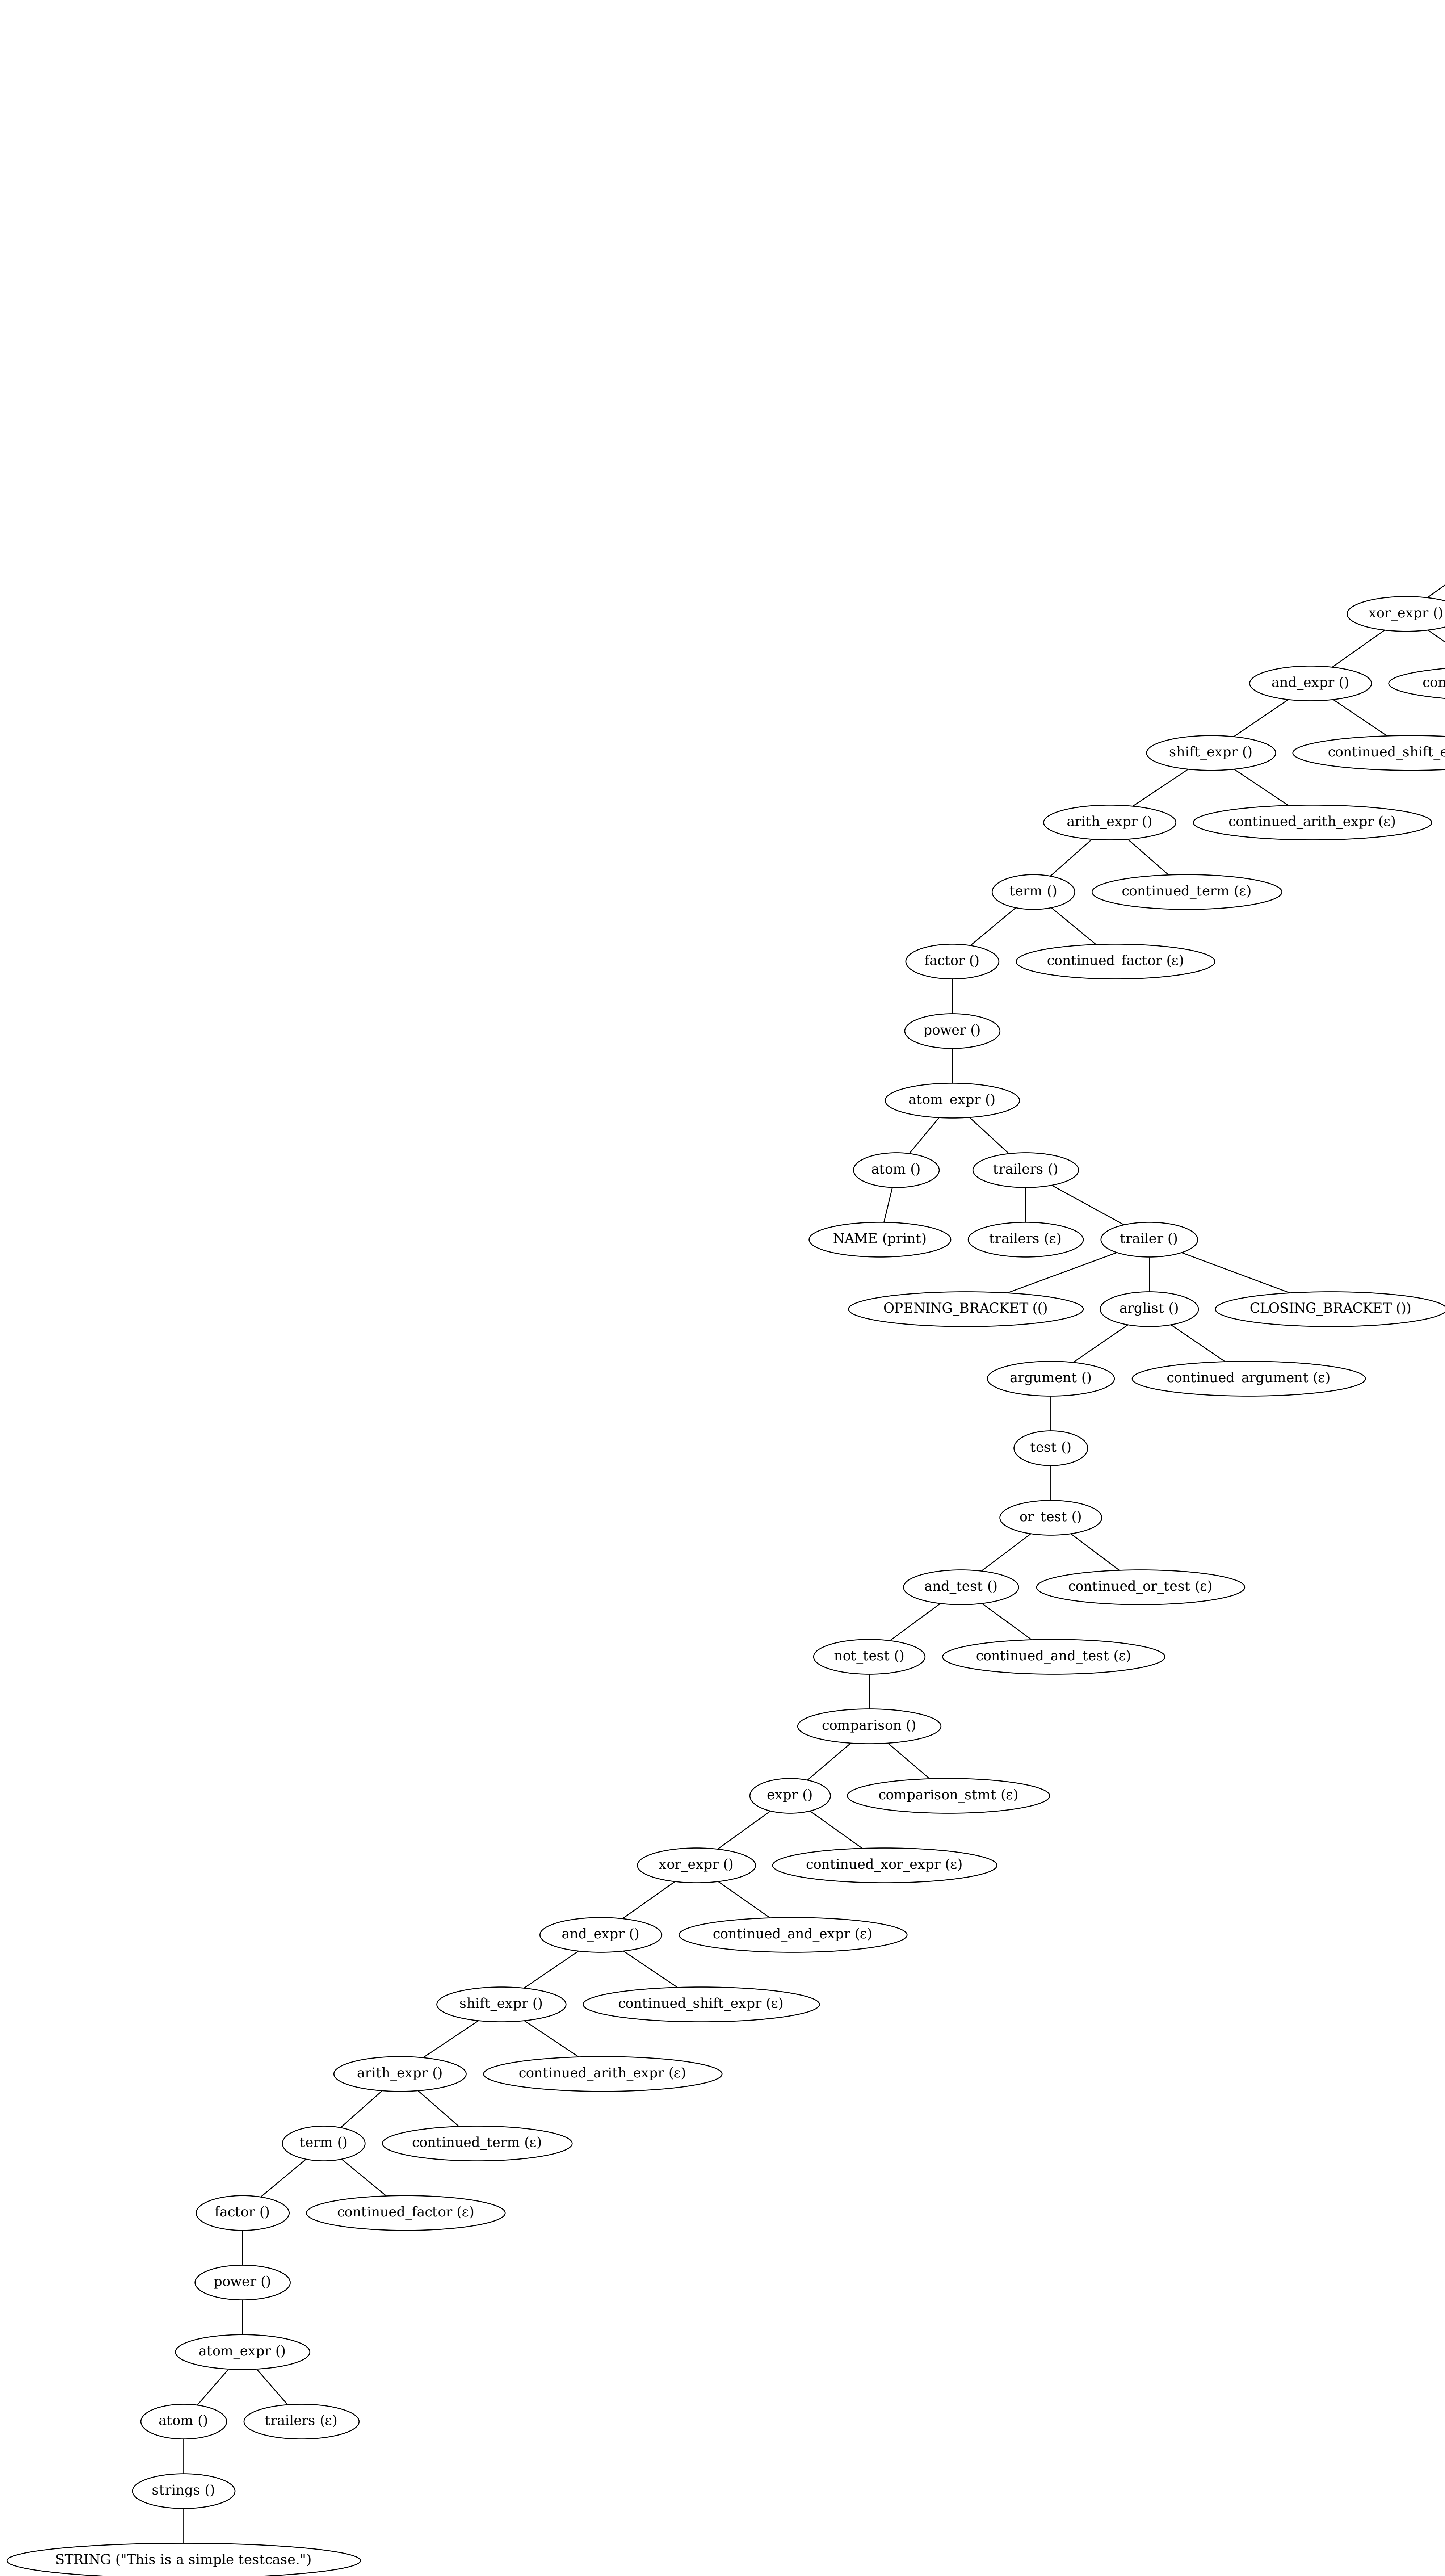 xor_expr ()
and_expr ()
shift_expr ()
arith_expr () continued_arith_expr (ε)
term () continued_term (ε)
factor () continued_factor (ε)
power ()
atom_expr ()
atom () trailers ()
NAME (print) trailers (ε) trailer ()
OPENING_BRACKET (() arglist () CLOSING_BRACKET ())
argument () continued_argument (ε)
test ()
or_test ()
and_test () continued_or_test (ε)
not_test () continued_and_test (ε)
comparison ()
expr () comparison_stmt (ε)
xor_expr () continued_xor_expr (ε)
and_expr () continued_and_expr (ε)
shift_expr () continued_shift_expr (ε)
arith_expr () continued_arith_expr (ε)
term () continued_term (ε)
factor () continued_factor (ε)
power ()
atom_expr ()
atom () trailers (ε)
strings ()
STRING ("This is a simple testcase.")